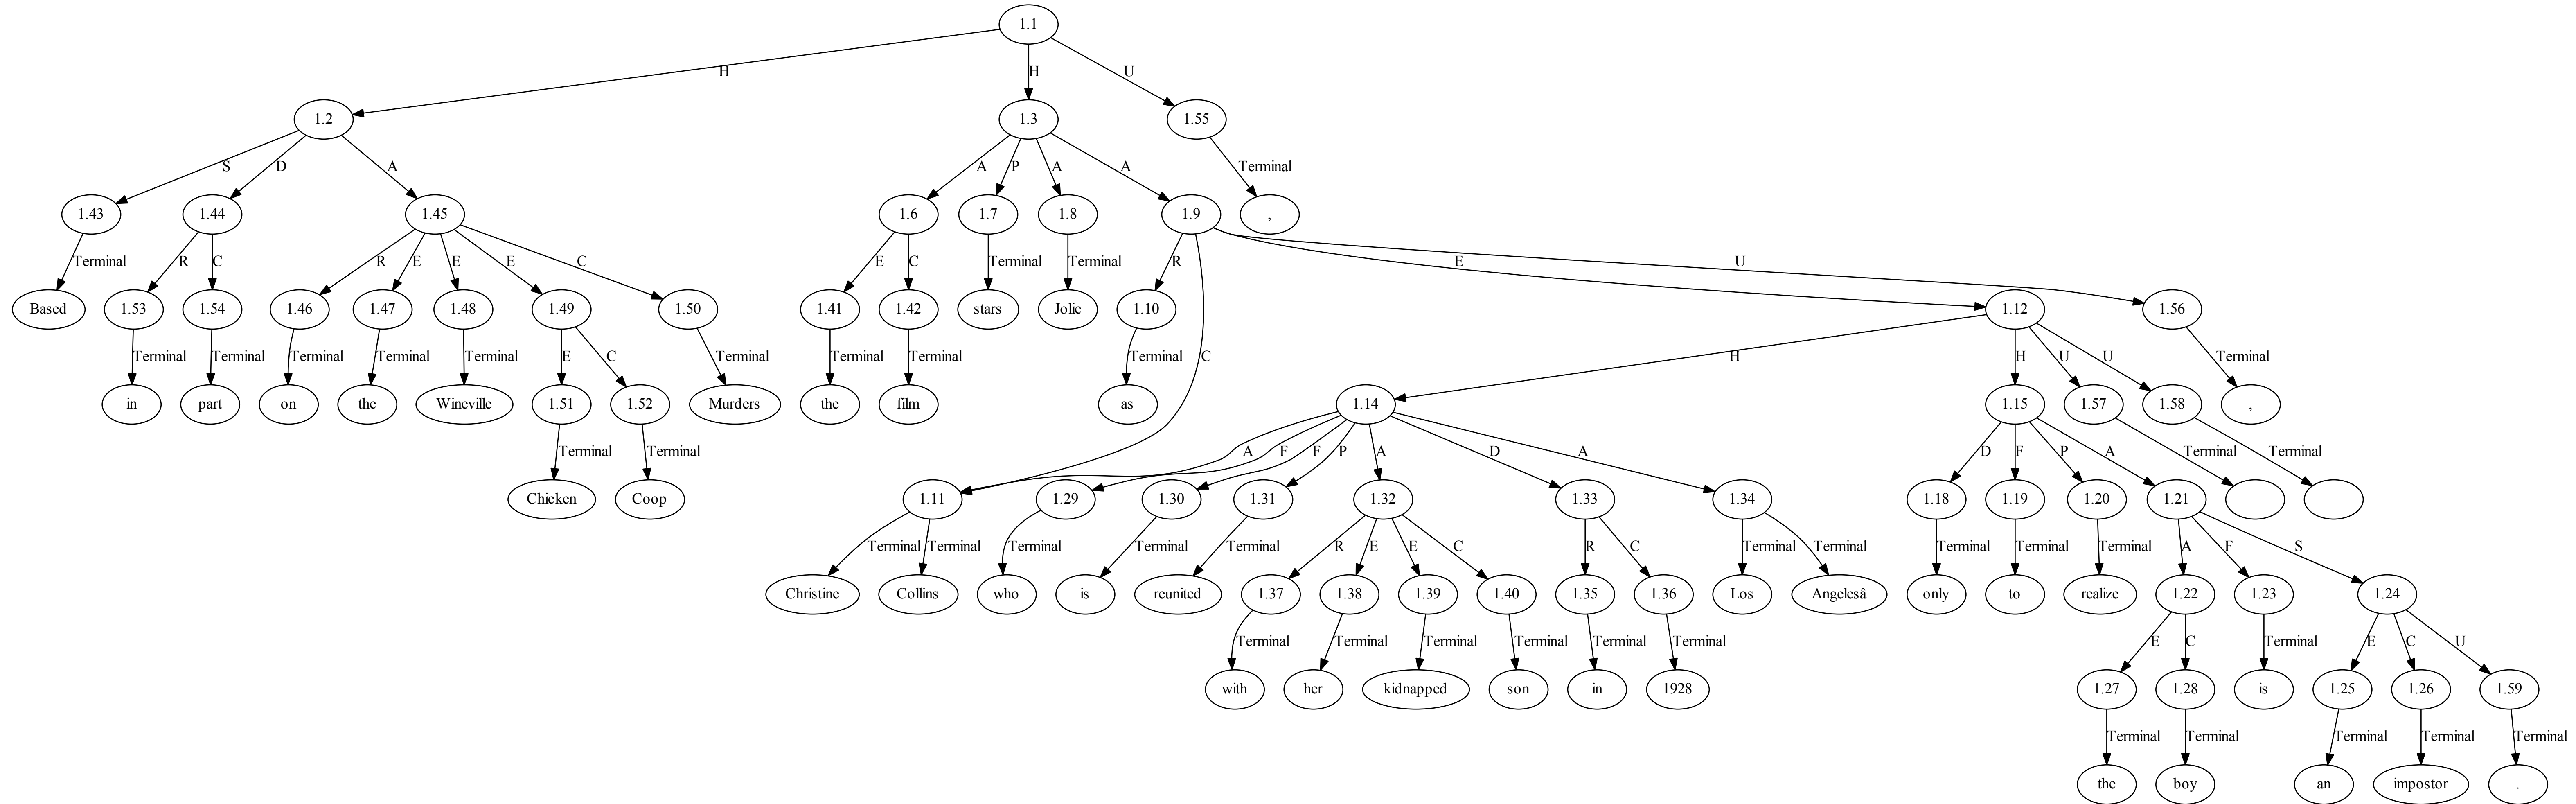 1.1
H H U
1.2 1.3 1.55
S D A A P A A Terminal
1.43 1.44 1.45 1.6 1.7 1.8 1.9 ,
Terminal R C R E E E C E C Terminal Terminal R C E U
Based 1.53 1.54 1.46 1.47 1.48 1.49 1.50 1.41 1.42 stars Jolie 1.10 1.12 1.56
Terminal Terminal Terminal Terminal Terminal E C Terminal Terminal Terminal Terminal H H U U Terminal
in part on the Wineville 1.51 1.52 Murders the film as 1.14 1.15 1.57 1.58 ,
Terminal Terminal A F F P A D A D F P A Terminal Terminal
Chicken Coop 1.11 1.29 1.30 1.31 1.32 1.33 1.34 1.18 1.19 1.20 1.21
Terminal Terminal Terminal Terminal Terminal R E E C R C Terminal Terminal Terminal Terminal Terminal A F S
Christine Collins who is reunited 1.37 1.38 1.39 1.40 1.35 1.36 Los Angelesâ only to realize 1.22 1.23 1.24
Terminal Terminal Terminal Terminal Terminal Terminal E C Terminal E C U
with her kidnapped son in 1928 1.27 1.28 is 1.25 1.26 1.59
Terminal Terminal Terminal Terminal Terminal
the boy an impostor .